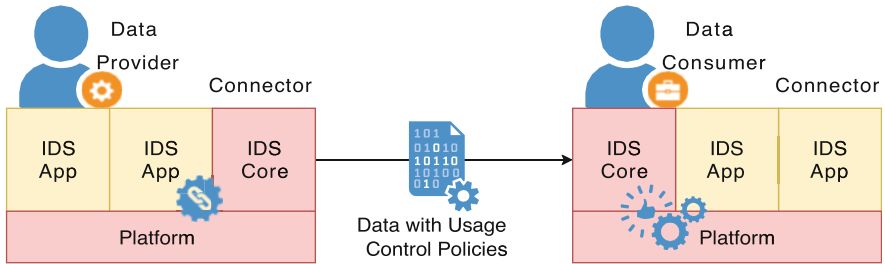 Data
Provider
Connector
IDS
App
IDS
App
IDS
Core
Platform
101
01010
10110
10100
010
Data with Usage
Control Policies
Data
Consumer
Connector
IDS
Core
IDS
App
IDS
App
Platform